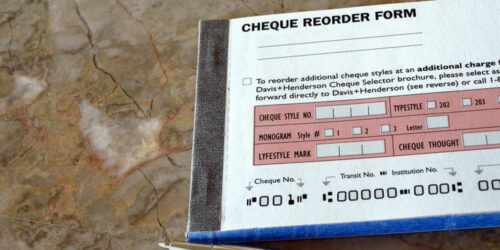 CHEQUE REORDER FORM
To reorder additional cheque styles at an additional charge
Davis+Henderson Cheque Selector brochure, please select as
forward directly to Davis+Henderson (see reverse) or call 1-
CHEQUE STYLE NO. TYPESTYLE 202 203
MONOGRAM Style # 1 2 3 Letter
LYFESTYLE MARK CHEQUE THOUGHT
Cheque No. Transit No. Institution No.